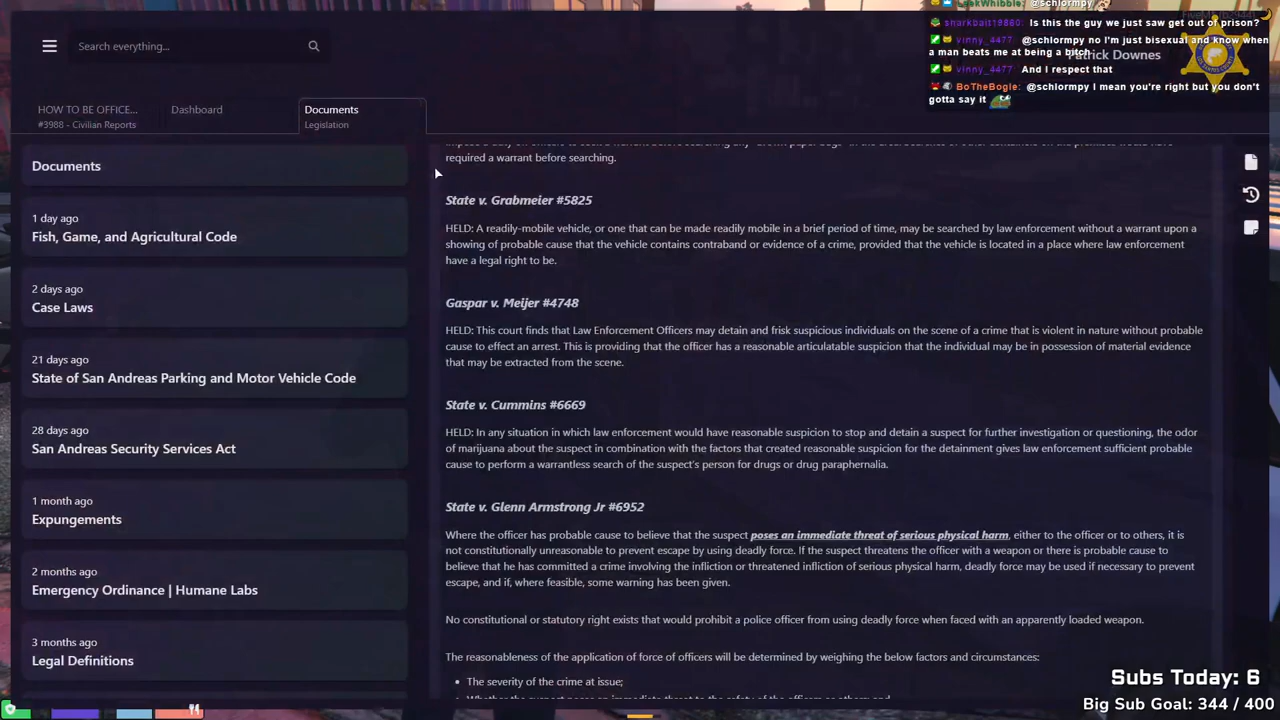 @schlormpy
Search everything...
sharkbait19860: Is this the guy we just saw get out of prison?
vinny_4477: @schlormpy no I'm just bisexual and know when
a man beats me at being a bitch
Patrick Downes
vinny_4477: And I respect that
BoTheBogie: @schlormpy I mean you're right but you don't
gotta say it
HOW TO BE OFFICE...
#3988 - Civilian Reports
Dashboard
Documents
Legislation
Documents
1 day ago
Fish, Game, and Agricultural Code
2 days ago
Case Laws
21 days ago
State of San Andreas Parking and Motor Vehicle Code
28 days ago
San Andreas Security Services Act
1 month ago
Expungements
2 months ago
Emergency Ordinance | Humane Labs
3 months ago
Legal Definitions
required a warrant before searching.
State v. Grabmeier #5825
HELD: A readily-mobile vehicle, or one that can be made readily mobile in a brief period of time, may be searched by law enforcement without a warrant upon a
showing of probable cause that the vehicle contains contraband or evidence of a crime, provided that the vehicle is located in a place where law enforcement
have a legal right to be.
Gaspar v. Meijer #4748
HELD: This court finds that Law Enforcement Officers may detain and frisk suspicious individuals on the scene of a crime that is violent in nature without probable
cause to effect an arrest. This is providing that the officer has a reasonable articulatable suspicion that the individual may be in possession of material evidence
that may be extracted from the scene.
State v. Cummins #6669
HELD: In any situation in which law enforcement would have reasonable suspicion to stop and detain a suspect for further investigation or questioning, the odor
of marijuana about the suspect in combination with the factors that created reasonable suspicion for the detainment gives law enforcement sufficient probable
cause to perform a warrantless search of the suspect's person for drugs or drug paraphernalia.
State v. Glenn Armstrong Jr #6952
Where the officer has probable cause to believe that the suspect poses an immediate threat of serious physical harm, either to the officer or to others, it is
not constitutionally unreasonable to prevent escape by using deadly force. If the suspect threatens the officer with a weapon or there is probable cause to
believe that he has committed a crime involving the infliction or threatened infliction of serious physical harm, deadly force may be used if necessary to prevent
escape, and if, where feasible, some warning has been given.
No constitutional or statutory right exists that would prohibit a police officer from using deadly force when faced with an apparently loaded weapon.
The reasonableness of the application of force of officers will be determined by weighing the below factors and circumstances:
The severity of the crime at issue;
Subs Today: 6
Big Sub Goal: 344 / 400